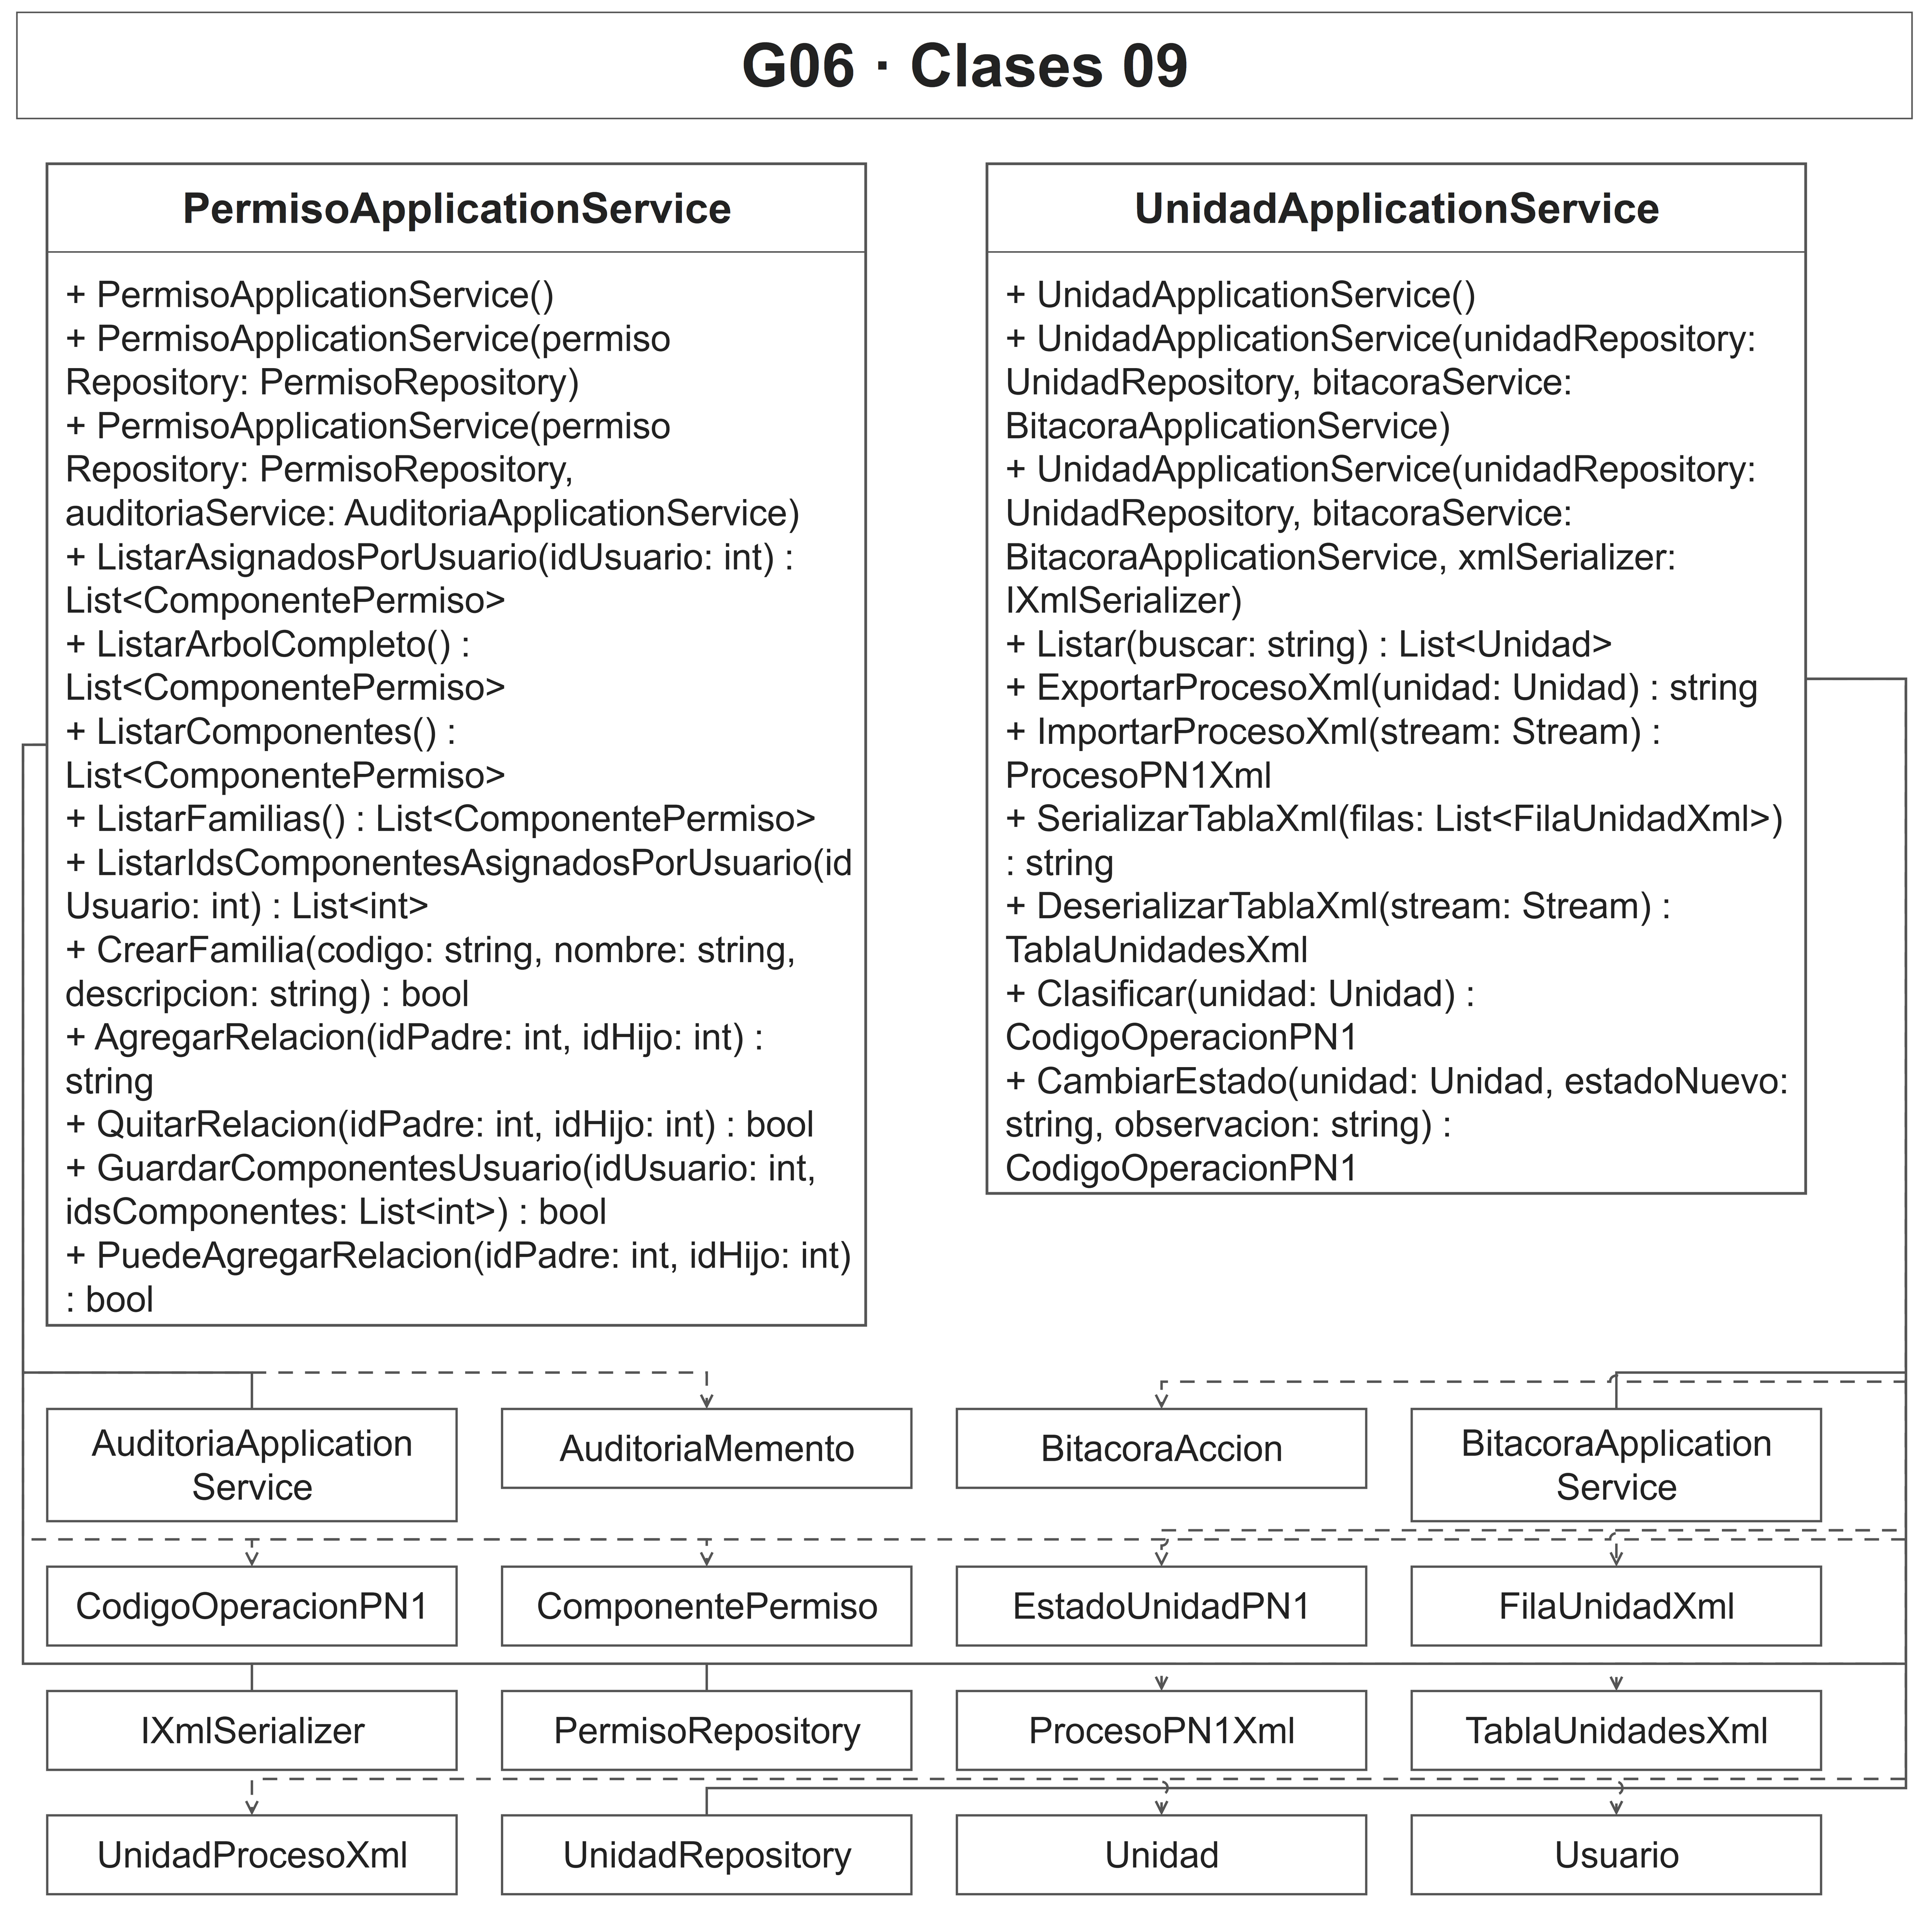 G06 · Clases 09
PermisoApplicationService
+ PermisoApplicationService()
+ PermisoApplicationService(permiso
Repository: PermisoRepository)
+ PermisoApplicationService(permiso
Repository: PermisoRepository,
auditoriaService: AuditoriaApplicationService)
+ ListarAsignadosPorUsuario(idUsuario: int) :
List<ComponentePermiso>
+ ListarArbolCompleto() :
List<ComponentePermiso>
+ ListarComponentes() :
List<ComponentePermiso>
+ ListarFamilias() : List<ComponentePermiso>
+ ListarIdsComponentesAsignadosPorUsuario(id
Usuario: int) : List<int>
+ CrearFamilia(codigo: string, nombre: string,
descripcion: string) : bool
+ AgregarRelacion(idPadre: int, idHijo: int) :
string
+ QuitarRelacion(idPadre: int, idHijo: int) : bool
+ GuardarComponentesUsuario(idUsuario: int,
idsComponentes: List<int>) : bool
+ PuedeAgregarRelacion(idPadre: int, idHijo: int)
: bool
UnidadApplicationService
+ UnidadApplicationService()
+ UnidadApplicationService(unidadRepository:
UnidadRepository, bitacoraService:
BitacoraApplicationService)
+ UnidadApplicationService(unidadRepository:
UnidadRepository, bitacoraService:
BitacoraApplicationService, xmlSerializer:
IXmlSerializer)
+ Listar(buscar: string) : List<Unidad>
+ ExportarProcesoXml(unidad: Unidad) : string
+ ImportarProcesoXml(stream: Stream) :
ProcesoPN1Xml
+ SerializarTablaXml(filas: List<FilaUnidadXml>)
: string
+ DeserializarTablaXml(stream: Stream) :
TablaUnidadesXml
+ Clasificar(unidad: Unidad) :
CodigoOperacionPN1
+ CambiarEstado(unidad: Unidad, estadoNuevo:
string, observacion: string) :
CodigoOperacionPN1
AuditoriaApplication
Service
AuditoriaMemento
BitacoraAccion
BitacoraApplication
Service
CodigoOperacionPN1
ComponentePermiso
EstadoUnidadPN1
FilaUnidadXml
IXmlSerializer
PermisoRepository
ProcesoPN1Xml
TablaUnidadesXml
UnidadProcesoXml
UnidadRepository
Unidad
Usuario